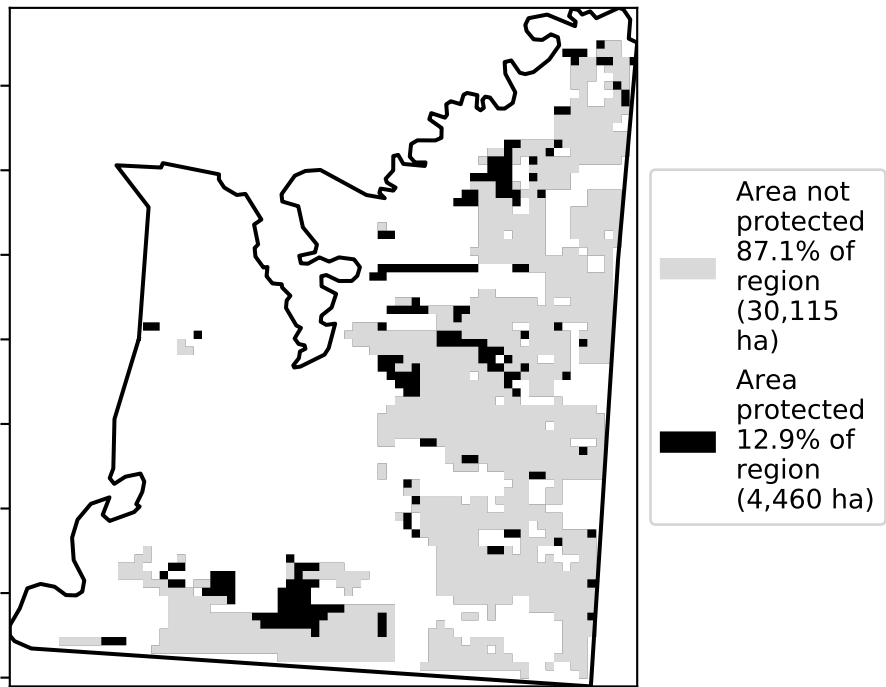 Area not
protected
87.1% of
region
(30,115
ha)
Area
protected
12.9% of
region
(4,460 ha)